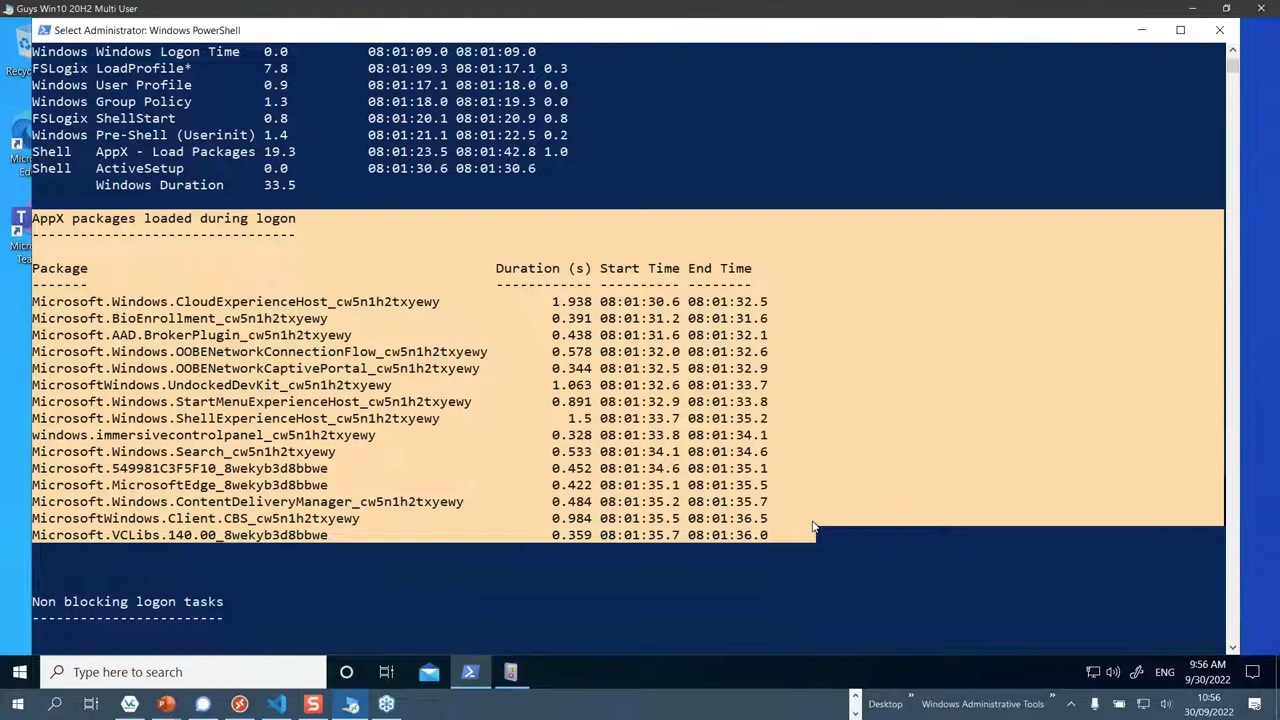 Guys Win10 20H2 Multi User
Select Administrator: Windows PowerShell
Windows Windows Logon Time 0.0 08:01:09.0 08:01:09.0
FSLogix LoadProfile* 7.8 08:01:09.3 08:01:17.1 0.3
Windows User Profile 0.9 08:01:17.1 08:01:18.0 0.0
Windows Group Policy 1.3 08:01:18.0 08:01:19.3 0.0
FSLogix ShellStart 0.8 08:01:20.1 08:01:20.9 0.8
Windows Pre-Shell (Userinit) 1.4 08:01:21.1 08:01:22.5 0.2
Shell AppX - Load Packages 19.3 08:01:23.5 08:01:42.8 1.0
Shell ActiveSetup 0.0 08:01:30.6 08:01:30.6
Windows Duration 33.5
AppX packages loaded during logon
---------------------------------
Package Duration (s) Start Time End Time
------- ------------ ---------- --------
Microsoft.Windows.CloudExperienceHost_cw5n1h2txyewy 1.938 08:01:30.6 08:01:32.5
Microsoft.BioEnrollment_cw5n1h2txyewy 0.391 08:01:31.2 08:01:31.6
Microsoft.AAD.BrokerPlugin_cw5n1h2txyewy 0.438 08:01:31.6 08:01:32.1
Microsoft.Windows.OOBENetworkConnectionFlow_cw5n1h2txyewy 0.578 08:01:32.0 08:01:32.6
Microsoft.Windows.OOBENetworkCaptivePortal_cw5n1h2txyewy 0.344 08:01:32.5 08:01:32.9
MicrosoftWindows.UndockedDevKit_cw5n1h2txyewy 1.063 08:01:32.6 08:01:33.7
Microsoft.Windows.StartMenuExperienceHost_cw5n1h2txyewy 0.891 08:01:32.9 08:01:33.8
Microsoft.Windows.ShellExperienceHost_cw5n1h2txyewy 1.5 08:01:33.7 08:01:35.2
windows.immersivecontrolpanel_cw5n1h2txyewy 0.328 08:01:33.8 08:01:34.1
Microsoft.Windows.Search_cw5n1h2txyewy 0.533 08:01:34.1 08:01:34.6
Microsoft.549981C3F5F10_8wekyb3d8bbwe 0.452 08:01:34.6 08:01:35.1
Microsoft.MicrosoftEdge_8wekyb3d8bbwe 0.422 08:01:35.1 08:01:35.5
Microsoft.Windows.ContentDeliveryManager_cw5n1h2txyewy 0.484 08:01:35.2 08:01:35.7
MicrosoftWindows.Client.CBS_cw5n1h2txyewy 0.984 08:01:35.5 08:01:36.5
Microsoft.VCLibs.140.00_8wekyb3d8bbwe 0.359 08:01:35.7 08:01:36.0
Non blocking logon tasks
------------------------
Recy
Micro
Ed
Micro
Tea
Type here to search
ENG
9:56 AM
9/30/2022
Desktop
Windows Administrative Tools
10:56
30/09/2022